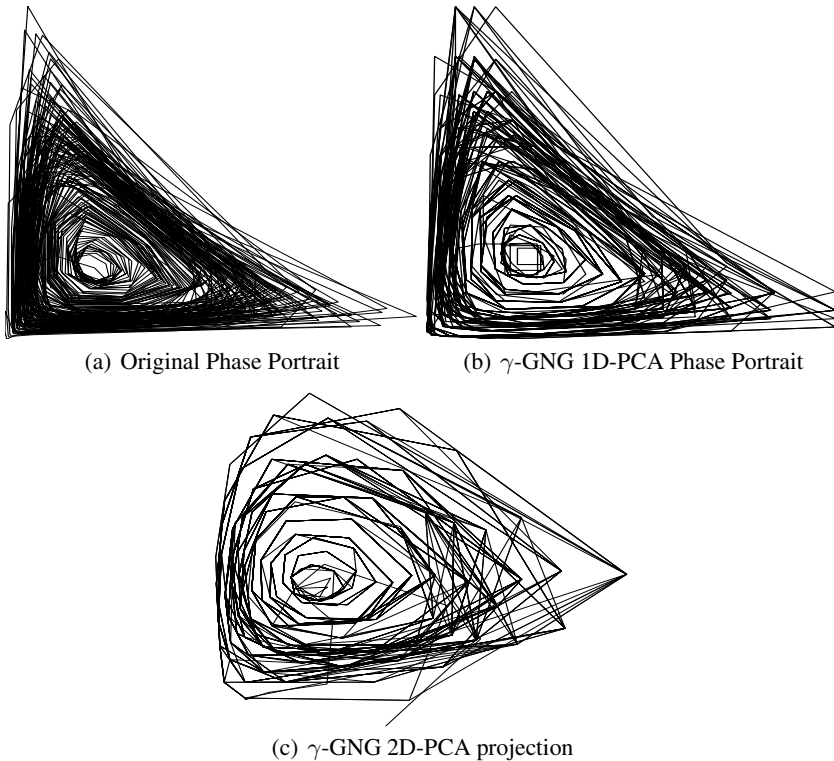 (a) Original Phase Portrait
(b) γ-GNG 1D-PCA Phase Portrait
(c) γ-GNG 2D-PCA projection